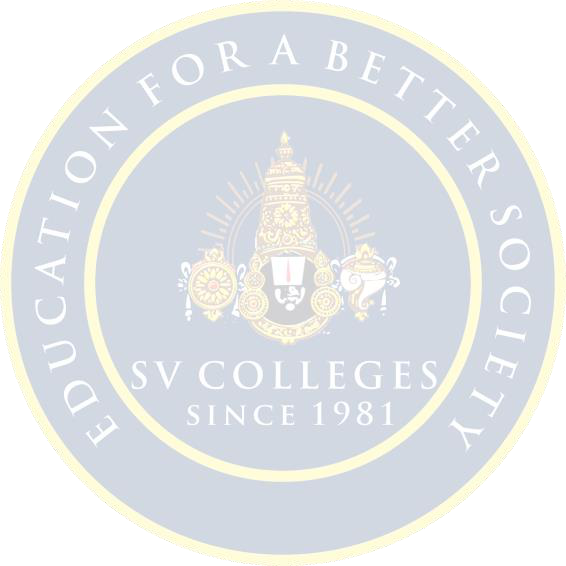 EDUCATION FOR A BETTER SOCIETY
SV COLLEGES
SINCE 1981